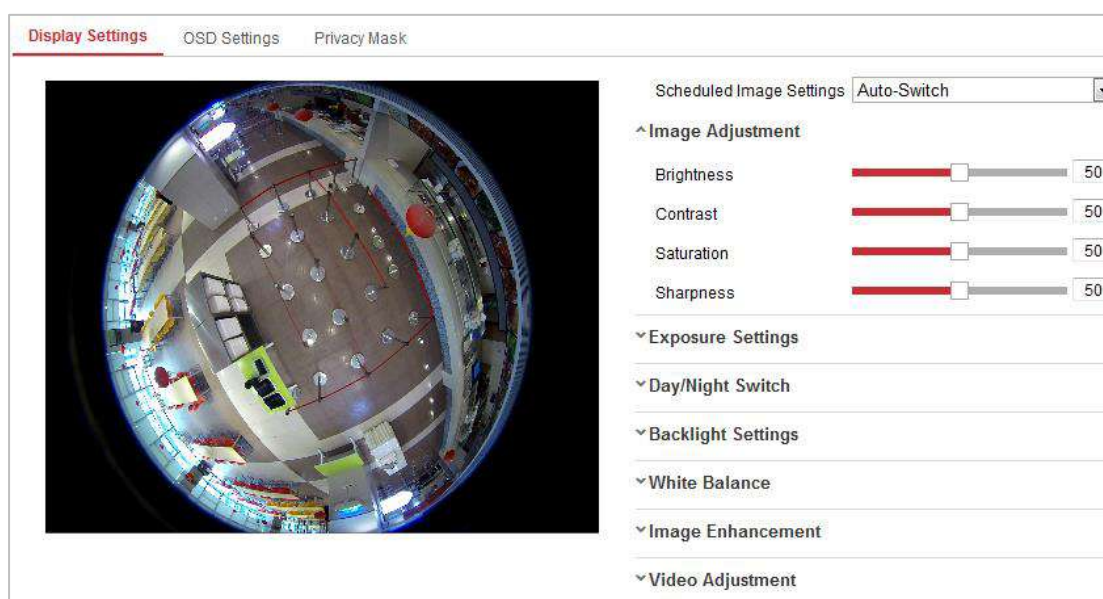 Display Settings OSD Settings Privacy Mask
Scheduled Image Settings Auto-Switch
Image Adjustment
Brightness 50
Contrast 50
Saturation 50
Sharpness 50
Exposure Settings
Day/Night Switch
Backlight Settings
White Balance
Image Enhancement
Video Adjustment